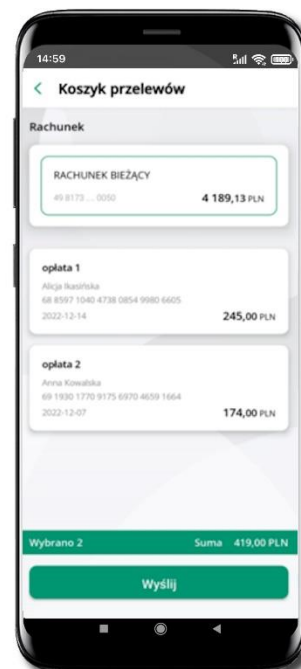 14:59
Koszyk przelewów
Rachunek
RACHUNEK BIEŻĄCY
49 8173 ... 0050 4 189,13 PLN
opłata 1
Alicja Ikasińska
68 8597 1040 4738 0854 9980 6605
2022-12-14 245,00 PLN
opłata 2
Anna Kowalska
69 1930 1770 9175 6970 4659 1664
2022-12-07 174,00 PLN
Wybrano 2 Suma 419,00 PLN
Wyślij